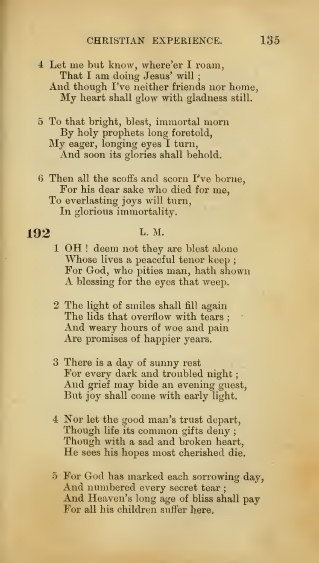 CHRISTIAN EXPERIENCE. 135
4 Let me but know, where'er I roam,
That I am doing Jesus' will ;
And though I've neither friends nor home,
My heart shall glow with gladness still.
5 To that bright, blest, immortal morn
By holy prophets long foretold,
My eager, longing eyes I turn,
And soon its glories shall behold.
6 Then all the scoffs and scorn I've borne,
For his dear sake who died for me,
To everlasting joys will turn,
In glorious immortality.
192 L. M.
1 OH ! deem not they are blest alone
Whose lives a peaceful tenor keep ;
For God, who pities man, hath shown
A blessing for the eyes that weep.
2 The light of smiles shall fill again
The lids that overflow with tears ;
And weary hours of woe and pain
Are promises of happier years.
3 There is a day of sunny rest
For every dark and troubled night ;
And grief may bide an evening guest,
But joy shall come with early light.
4 Nor let the good man's trust depart,
Though life its common gifts deny ;
Though with a sad and broken heart,
He sees his hopes most cherished die.
5 For God has marked each sorrowing day,
And numbered every secret tear ;
And Heaven's long age of bliss shall pay
For all his children suffer here.